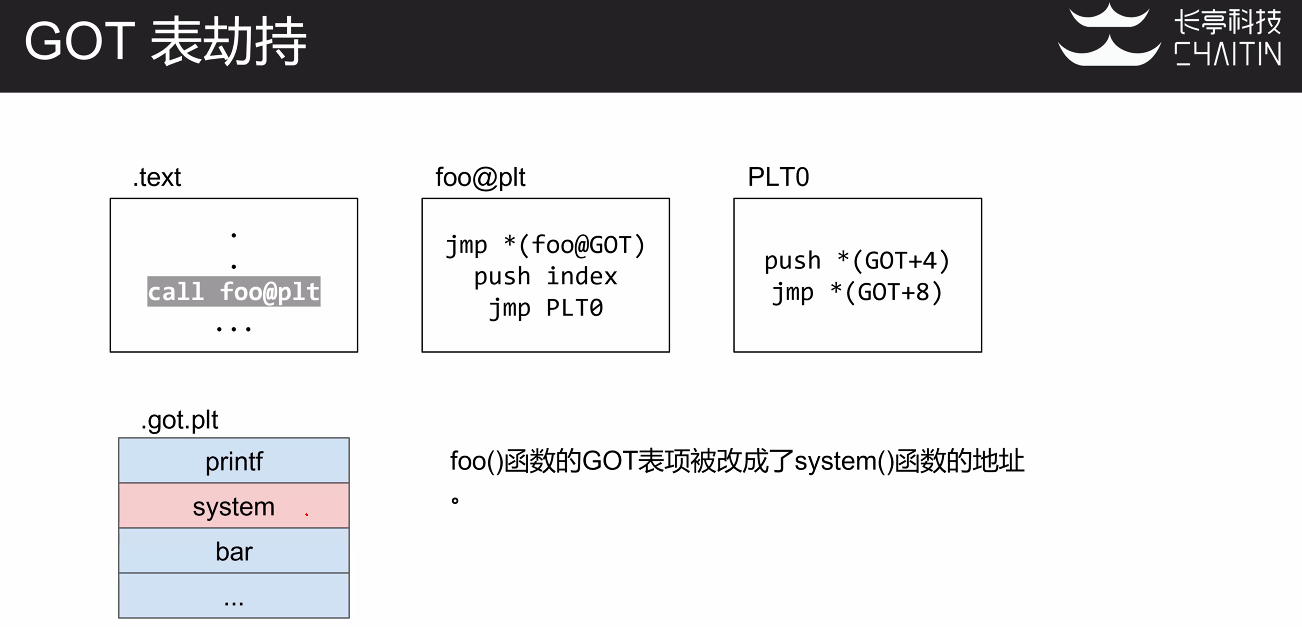 GOT 表劫持
长亭科技
CHAITIN
.text
foo@plt
PLT0
.
.
call foo@plt
...
jmp *(foo@GOT)
push index
jmp PLT0
push *(GOT+4)
jmp *(GOT+8)
.got.plt
printf
system
bar
...
foo()函数的GOT表项被改成了system()函数的地址
。